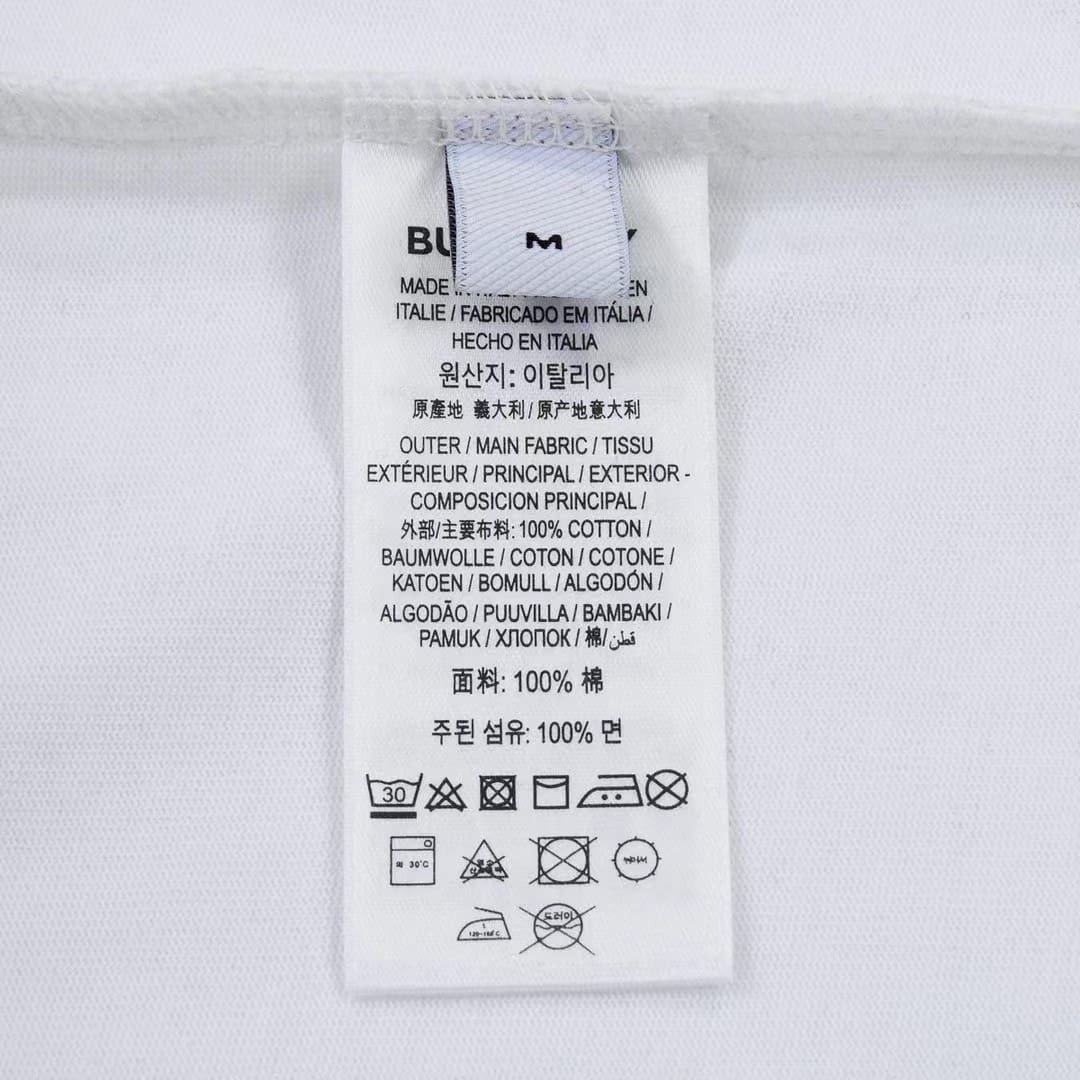 M
MADE
EN
ITALIE / FABRICADO EM ITÁLIA /
HECHO EN ITALIA
원산지: 이탈리아
原產地 義大利/原产地意大利
OUTER / MAIN FABRIC / TISSU
EXTÉRIEUR / PRINCIPAL / EXTERIOR -
COMPOSICION PRINCIPAL /
外部/主要布料: 100% COTTON /
BAUMWOLLE / COTON / COTONE /
KATOEN / BOMULL / ALGODÓN /
ALGODÃO / PUUVILLA / BAMBAKI /
PAMUK / ХЛОПОК / 棉/قطن
面料: 100% 棉
주된 섬유: 100% 면
30
30°C
드라이